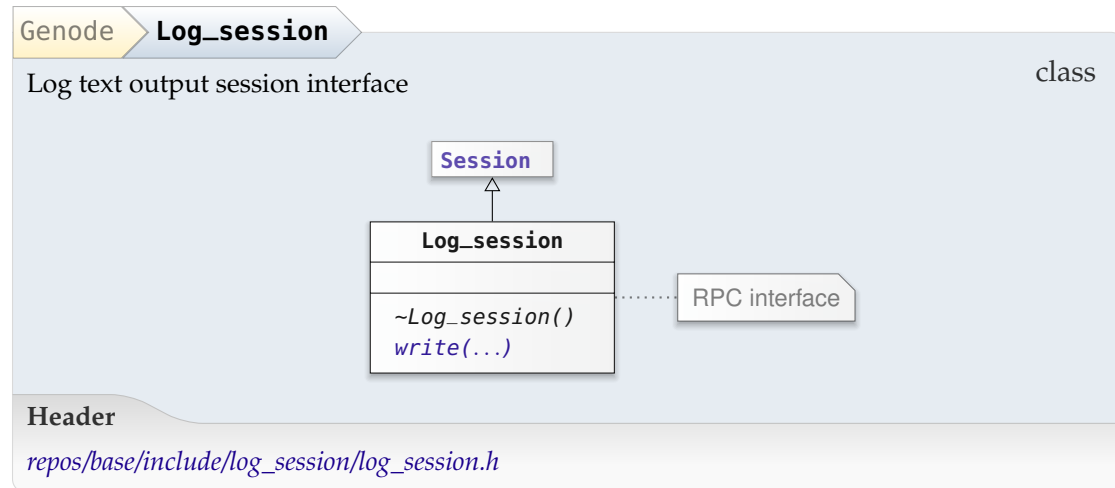 Genode Log_session
class
Log text output session interface
Session
Log_session
RPC interface
~Log_session()
write(...)
Header
repos/base/include/log_session/log_session.h